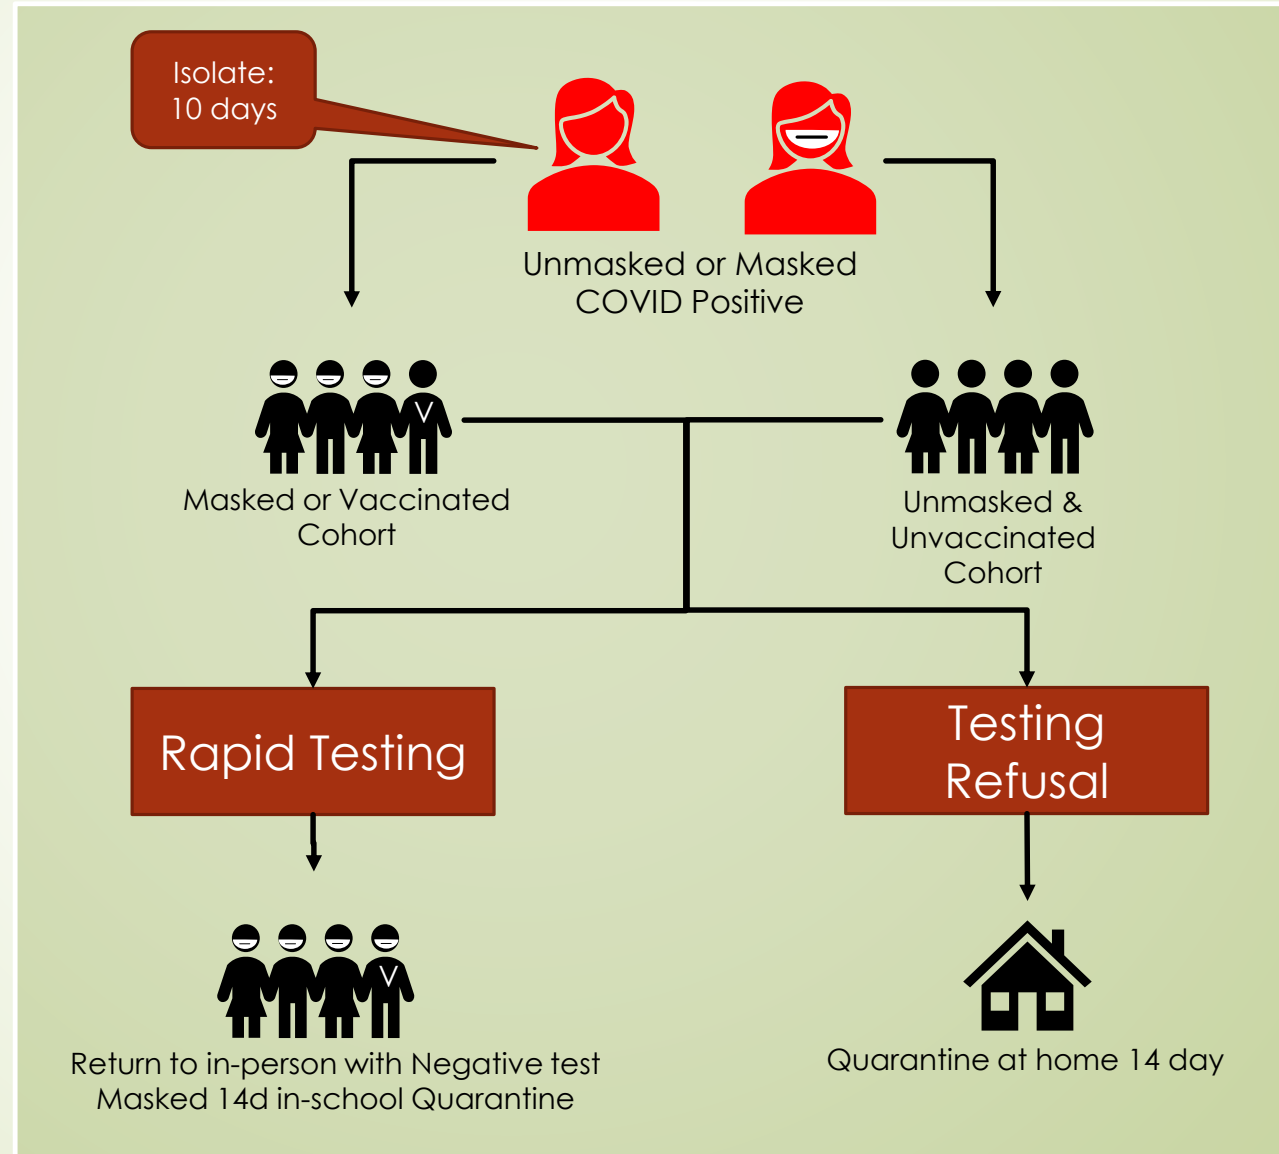 Isolate:
10 days
Unmasked or Masked
COVID Positive
V
Masked or Vaccinated
Cohort
Unmasked &
Unvaccinated
Cohort
Rapid Testing
Testing
Refusal
V
Return to in-person with Negative test
Masked 14d in-school Quarantine
Quarantine at home 14 day